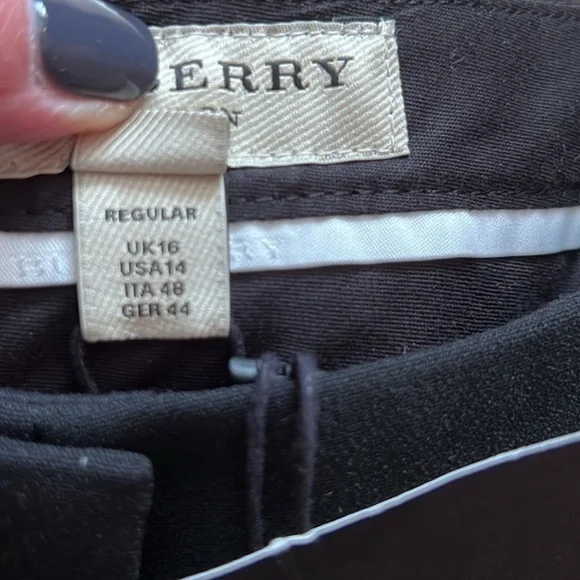 ERRY
REGULAR
UK16
USA14
ITA 48
GER 44